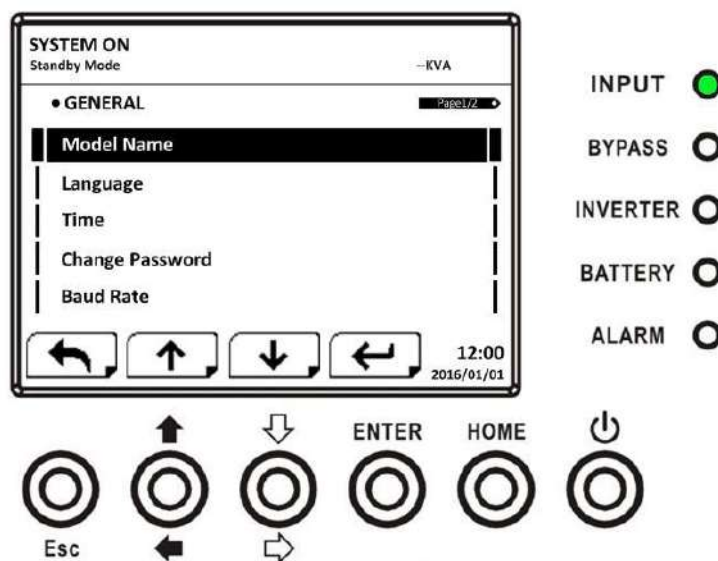 SYSTEM ON
Standby Mode --KVA
• GENERAL Page1/2
Model Name
Language
Time
Change Password
Baud Rate
12:00
2016/01/01
INPUT
BYPASS
INVERTER
BATTERY
ALARM
ENTER HOME
Esc